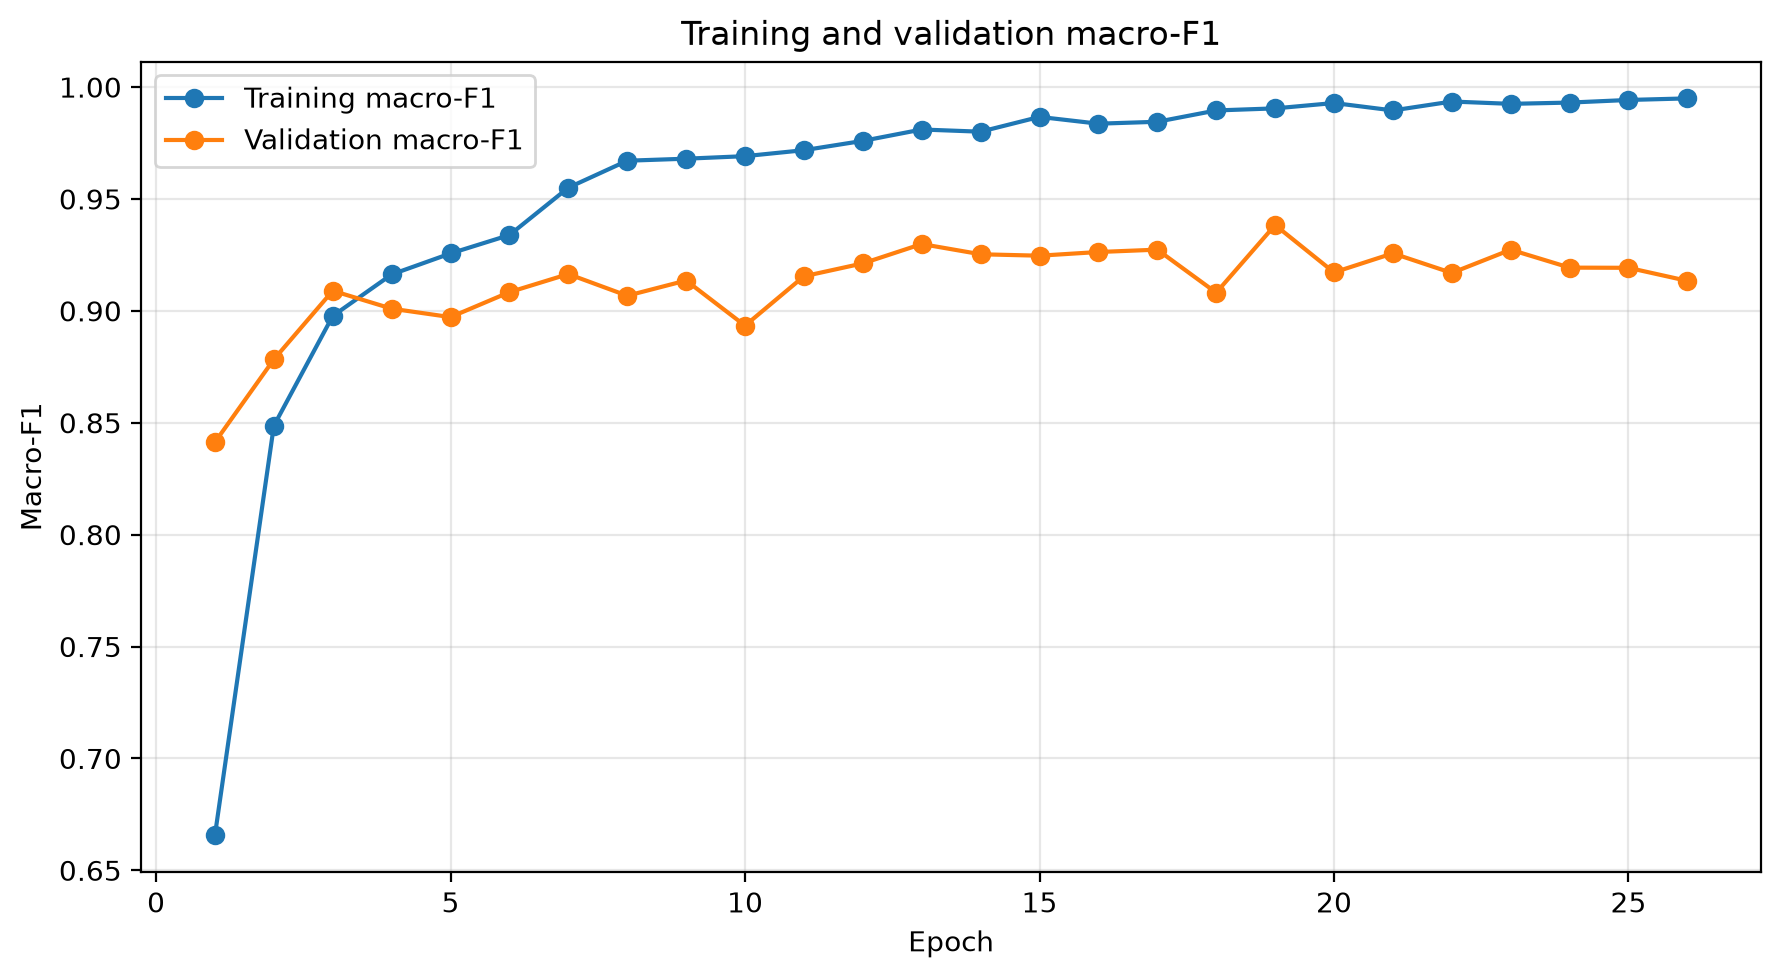 Training and validation macro-F1
Training macro-F1
Validation macro-F1
1.00
0.95
0.90
0.85
0.80
0.75
0.70
0.65
Macro-F1
0 5 10 15 20 25
Epoch